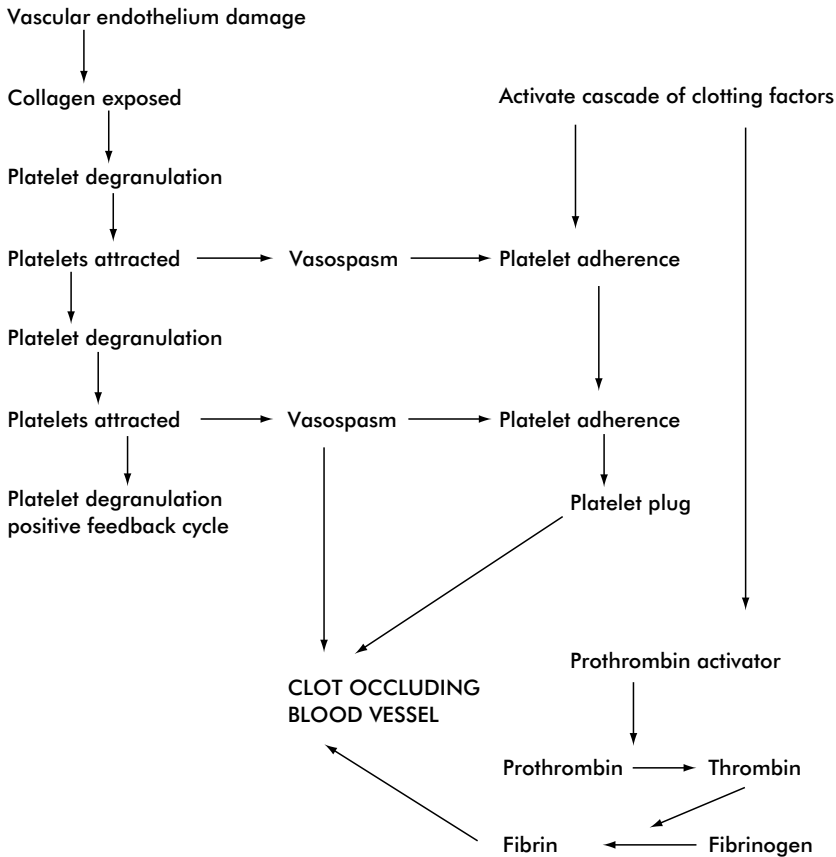 Vascular endothelium damage
Collagen exposed
Activate cascade of clotting factors
Platelet degranulation
Platelets attracted
Vasospasm
Platelet adherence
Platelet degranulation
Platelets attracted
Vasospasm
Platelet adherence
Platelet degranulation
positive feedback cycle
Platelet plug
Prothrombin activator
CLOT OCCLUDING
BLOOD VESSEL
Prothrombin
Thrombin
Fibrin
Fibrinogen